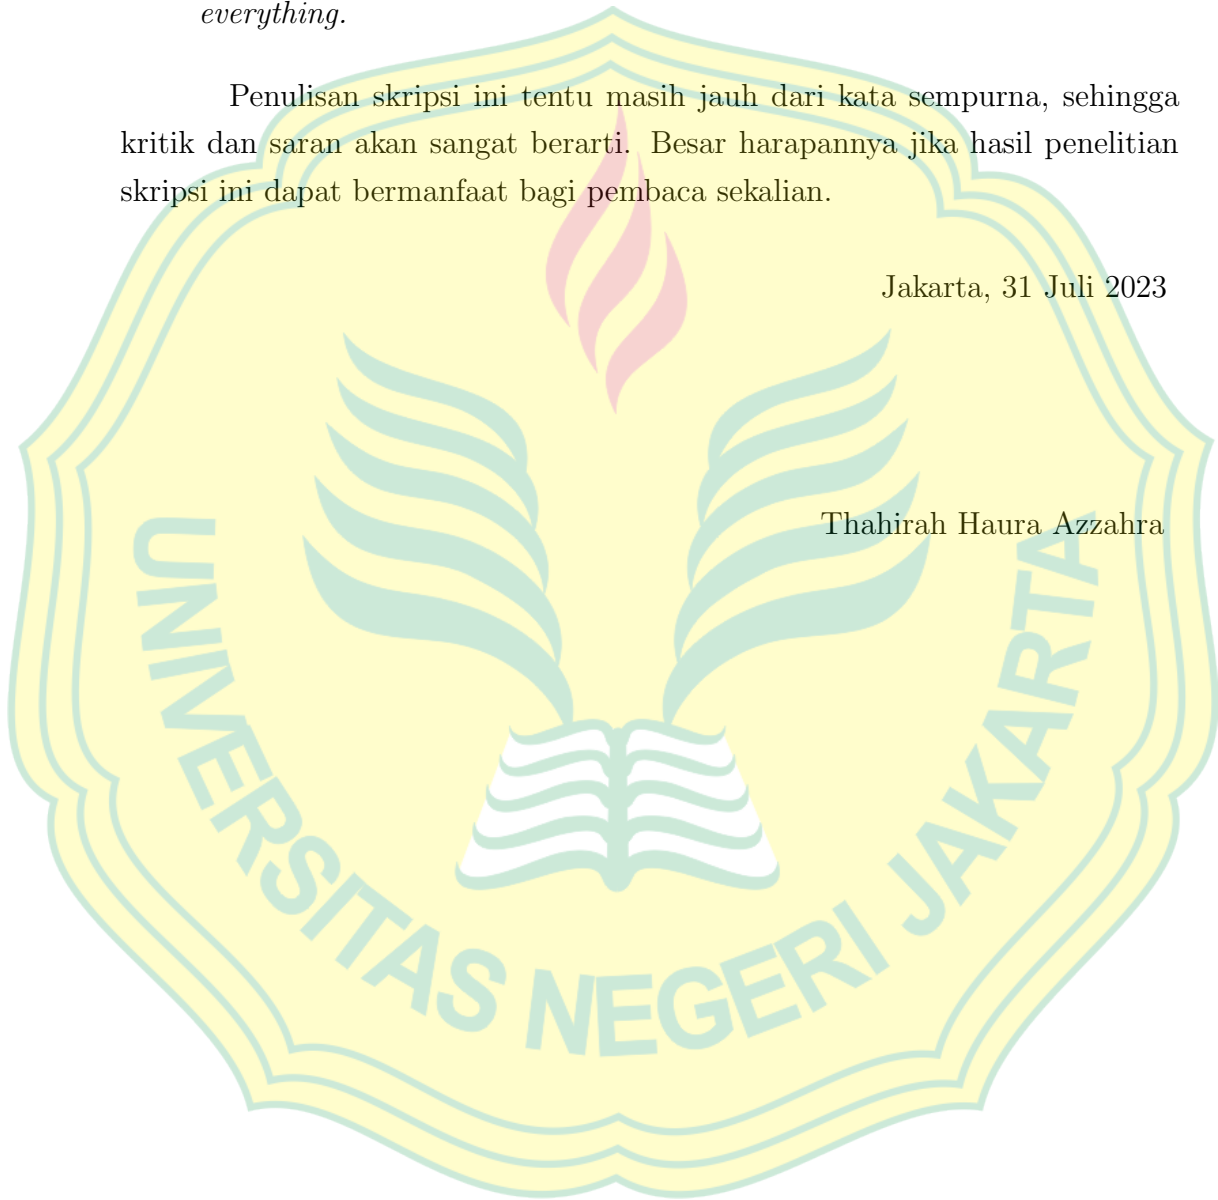 everything.
Penulisan skripsi ini tentu masih jauh dari kata sempurna, sehingga
kritik dan saran akan sangat berarti. Besar harapannya jika hasil penelitian
skripsi ini dapat bermanfaat bagi pembaca sekalian.
Jakarta, 31 Juli 2023
Thahirah Haura Azzahra
UNIVERSITAS NEGERI JAKARTA